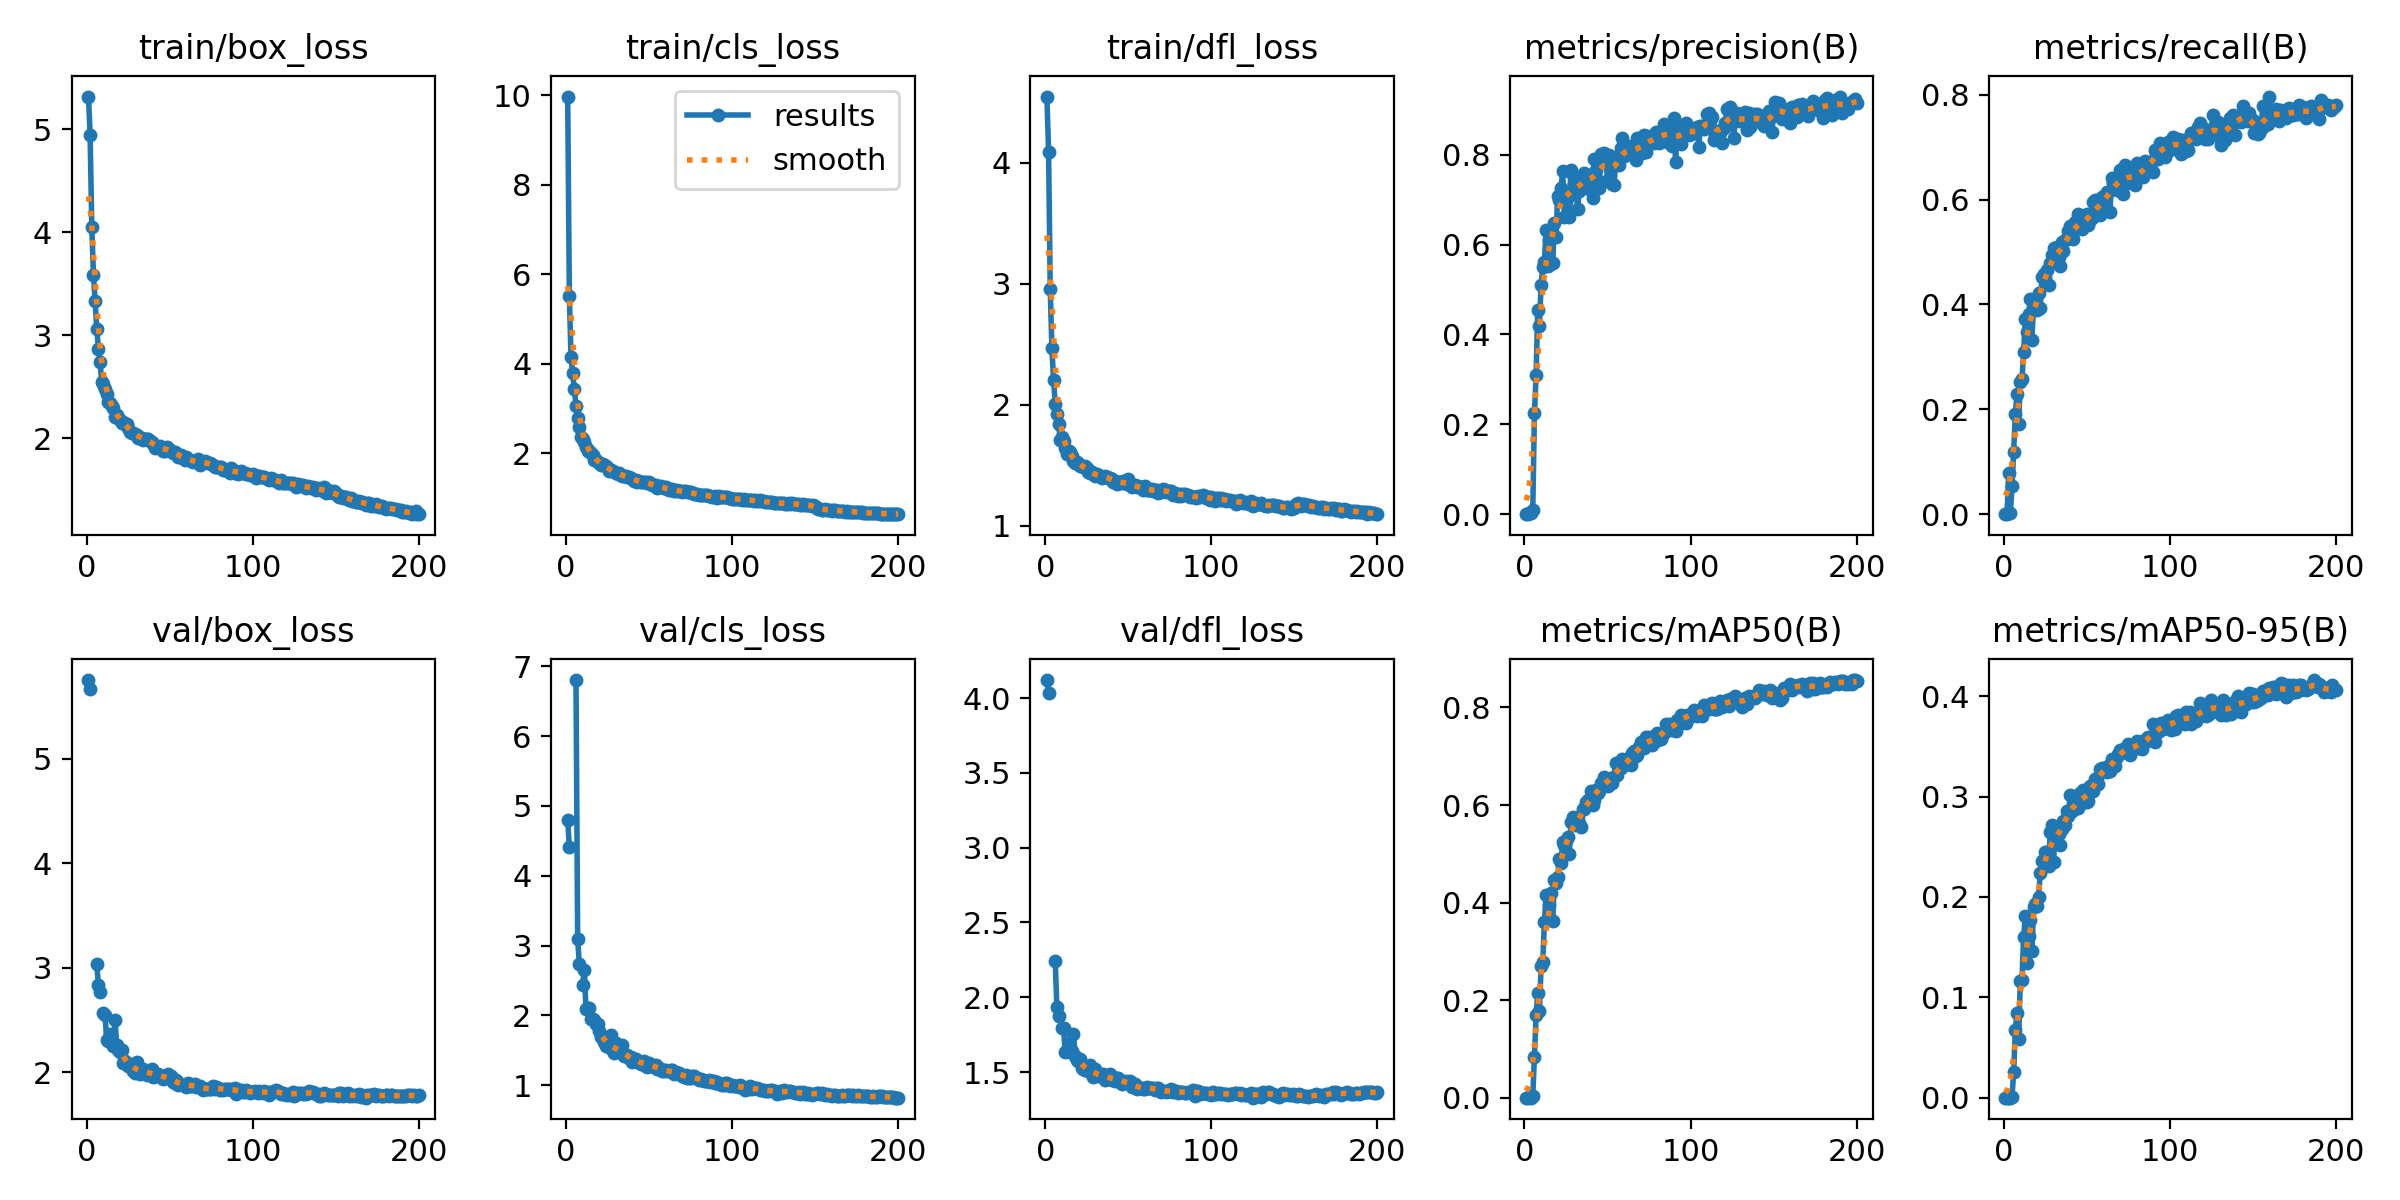 train/box_loss
5
4
3
2
0 100 200
train/cls_loss
results
smooth
10
8
6
4
2
0 100 200
train/dfl_loss
4
3
2
1
0 100 200
metrics/precision(B)
0.8
0.6
0.4
0.2
0.0
0 100 200
metrics/recall(B)
0.8
0.6
0.4
0.2
0.0
0 100 200
val/box_loss
5
4
3
2
0 100 200
val/cls_loss
7
6
5
4
3
2
1
0 100 200
val/dfl_loss
4.0
3.5
3.0
2.5
2.0
1.5
0 100 200
metrics/mAP50(B)
0.8
0.6
0.4
0.2
0.0
0 100 200
metrics/mAP50-95(B)
0.4
0.3
0.2
0.1
0.0
0 100 200